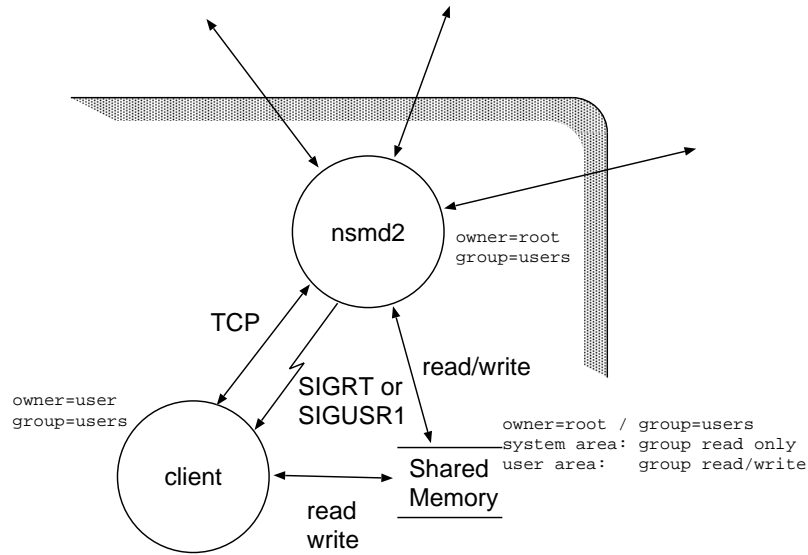 nsmd2
owner=root
group=users
TCP
read/write
SIGRT or
SIGUSR1
owner=user
group=users
owner=root / group=users
system area: group read only
user area:   group read/write
client
Shared
Memory
read
write